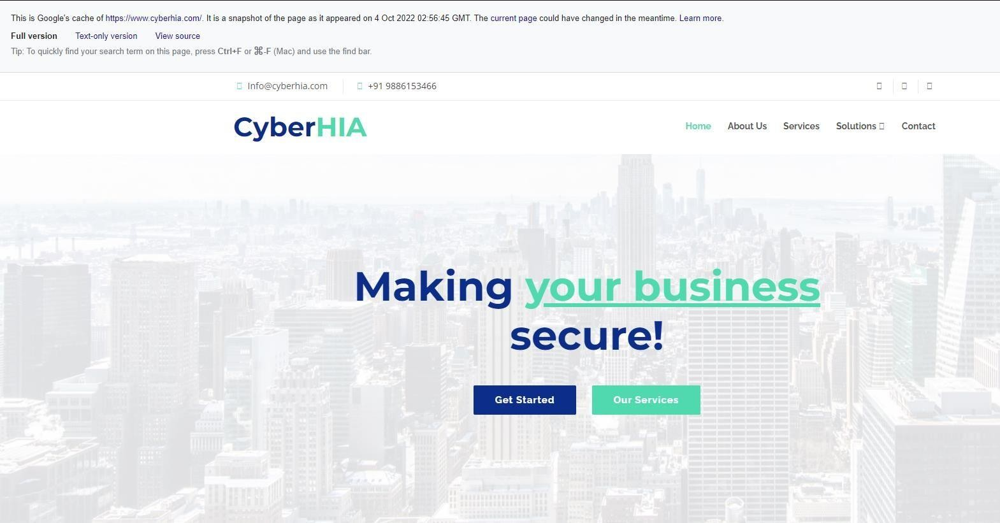 This is Google's cache of https://www.cyberhia.com/. It is a snapshot of the page as it appeared on 4 Oct 2022 02:56:45 GMT. The current page could have changed in the meantime. Learn more.
Full version Text-only version View source
Tip: To quickly find your search term on this page, press Ctrl+F or ⌘-F (Mac) and use the find bar.
Info@cyberhia.com +91 9886153466
CyberHIA
Home About Us Services Solutions Contact
Making your business
secure!
Get Started Our Services